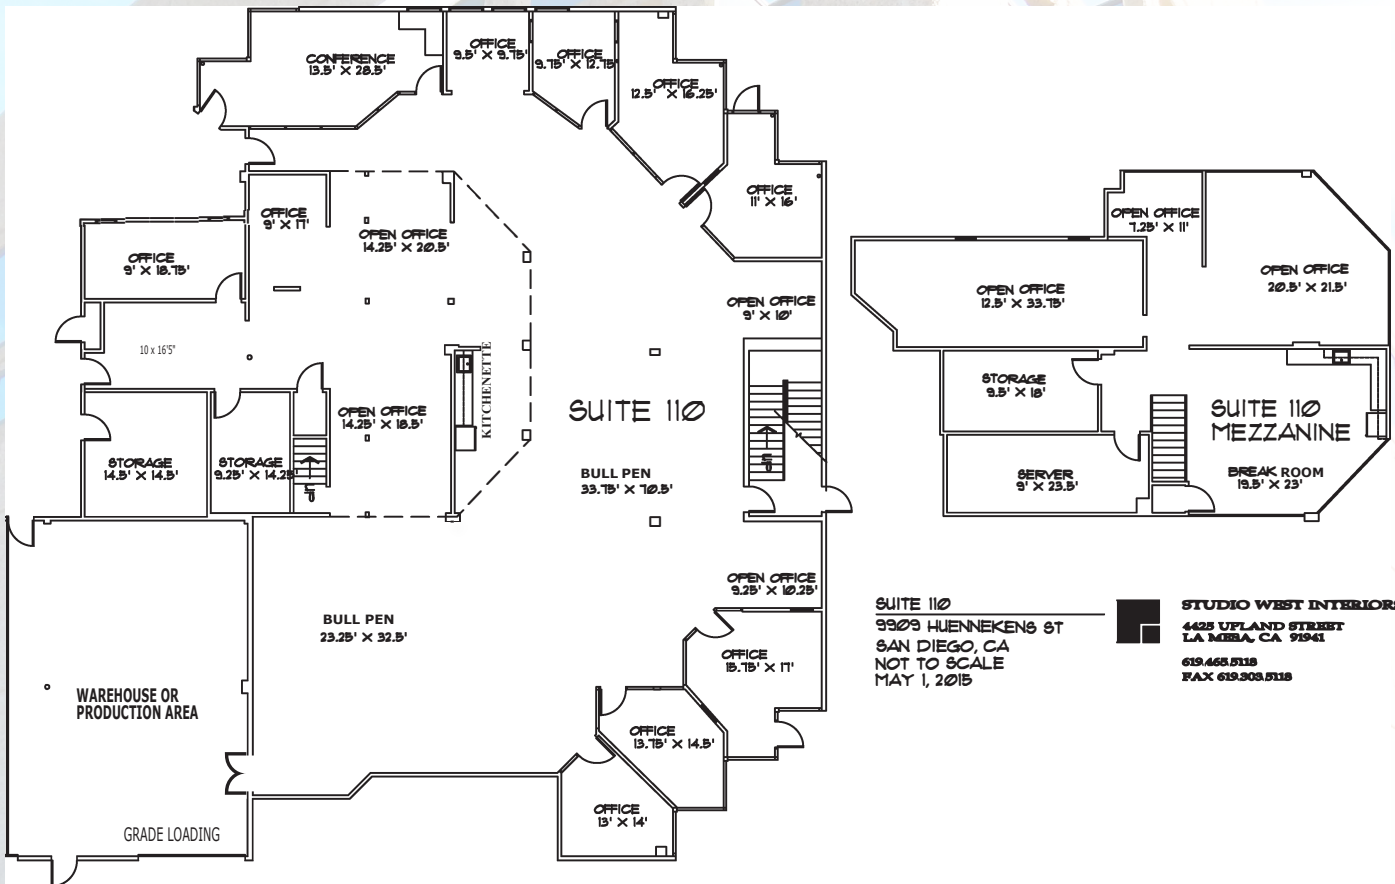 CONFERENCE
13.5' X 28.5'
OFFICE
9.5' X 9.75'
OFFICE
9.75' X 12.75'
OFFICE
12.5' X 16.25'
OFFICE
11' X 16'
OFFICE
9' X 17'
OPEN OFFICE
14.25' X 20.5'
OFFICE
9' X 18.75'
OPEN OFFICE
9' X 10'
10 x 16'5"
KITCHENETTE
OPEN OFFICE
14.25' X 18.5'
SUITE 110
STORAGE
14.5' X 14.5'
STORAGE
9.25' X 14.25'
UP
UP
BULL PEN
33.75' X 70.5'
OPEN OFFICE
9.25' X 10.25'
BULL PEN
23.25' X 32.5'
OFFICE
15.75' X 17'
WAREHOUSE OR
PRODUCTION AREA
OFFICE
13.75' X 14.5'
OFFICE
13' X 14'
GRADE LOADING
OPEN OFFICE
7.25' X 11'
OPEN OFFICE
20.5' X 21.5'
OPEN OFFICE
12.5' X 33.75'
STORAGE
9.5' X 18'
SUITE 110
MEZZANINE
SERVER
9' X 23.5'
BREAK ROOM
19.5' X 23'
SUITE 110
9909 HUENNEKENS ST
SAN DIEGO, CA
NOT TO SCALE
MAY 1, 2015
STUDIO WEST INTERIORS
4425 UPLAND STREET
LA MESA, CA 91941
619.465.5118
FAX 619.303.5118